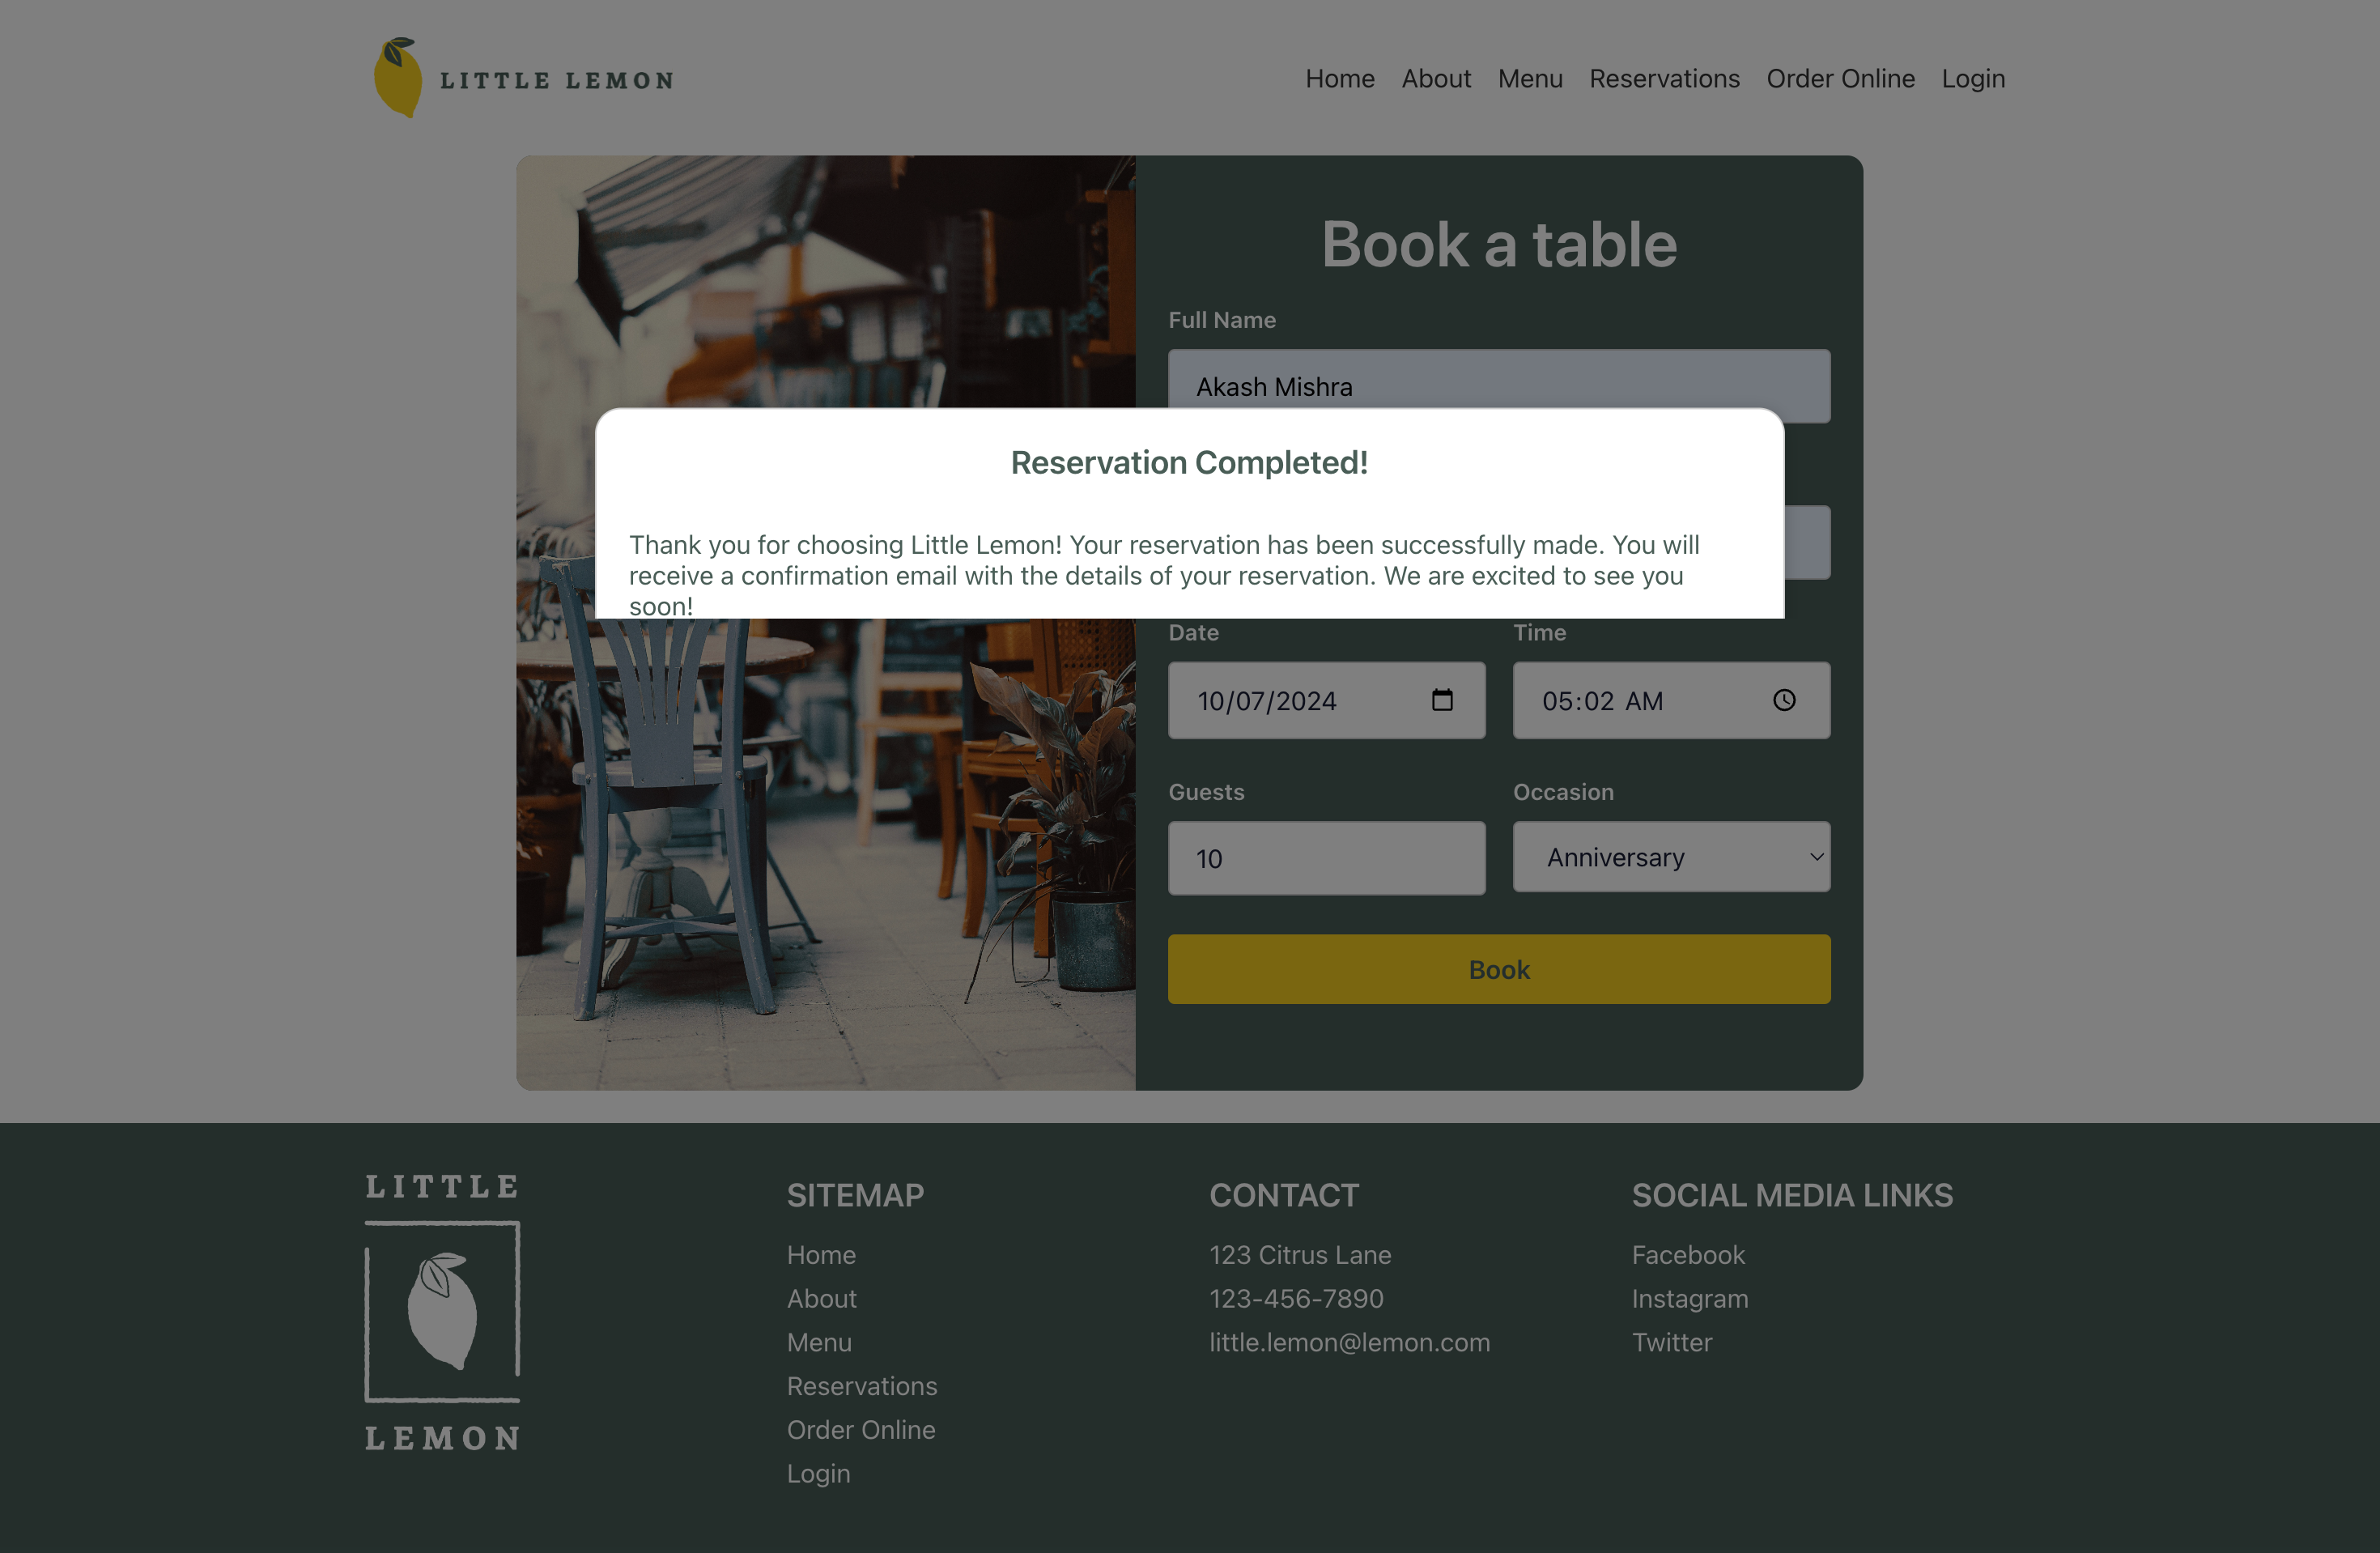 LITTLE LEMON
Home About Menu Reservations Order Online Login
Book a table
Full Name
Akash Mishra
Reservation Completed!
Thank you for choosing Little Lemon! Your reservation has been successfully made. You will
receive a confirmation email with the details of your reservation. We are excited to see you
soon!
Date Time
10/07/2024 05:02 AM
Guests Occasion
10 Anniversary
Book
LITTLE
LEMON
SITEMAP
Home
About
Menu
Reservations
Order Online
Login
CONTACT
123 Citrus Lane
123-456-7890
little.lemon@lemon.com
SOCIAL MEDIA LINKS
Facebook
Instagram
Twitter